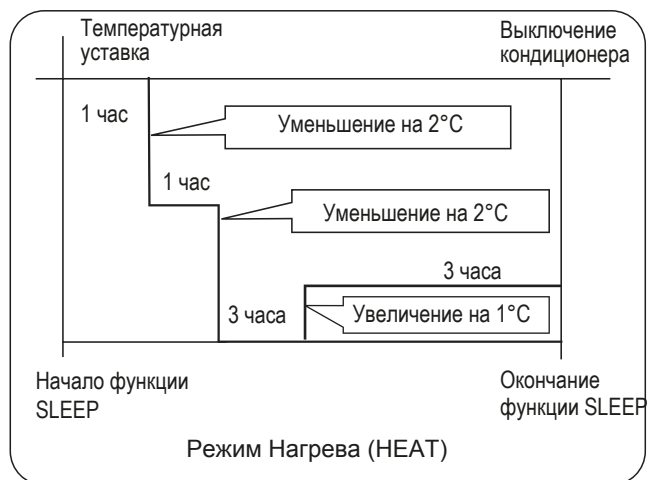 Температурная
уставка
Выключение
кондиционера
1 час
Уменьшение на 2°C
1 час
Уменьшение на 2°C
3 часа
3 часа
Увеличение на 1°C
Начало функции
SLEEP
Окончание
функции SLEEP
Режим Нагрева (HEAT)